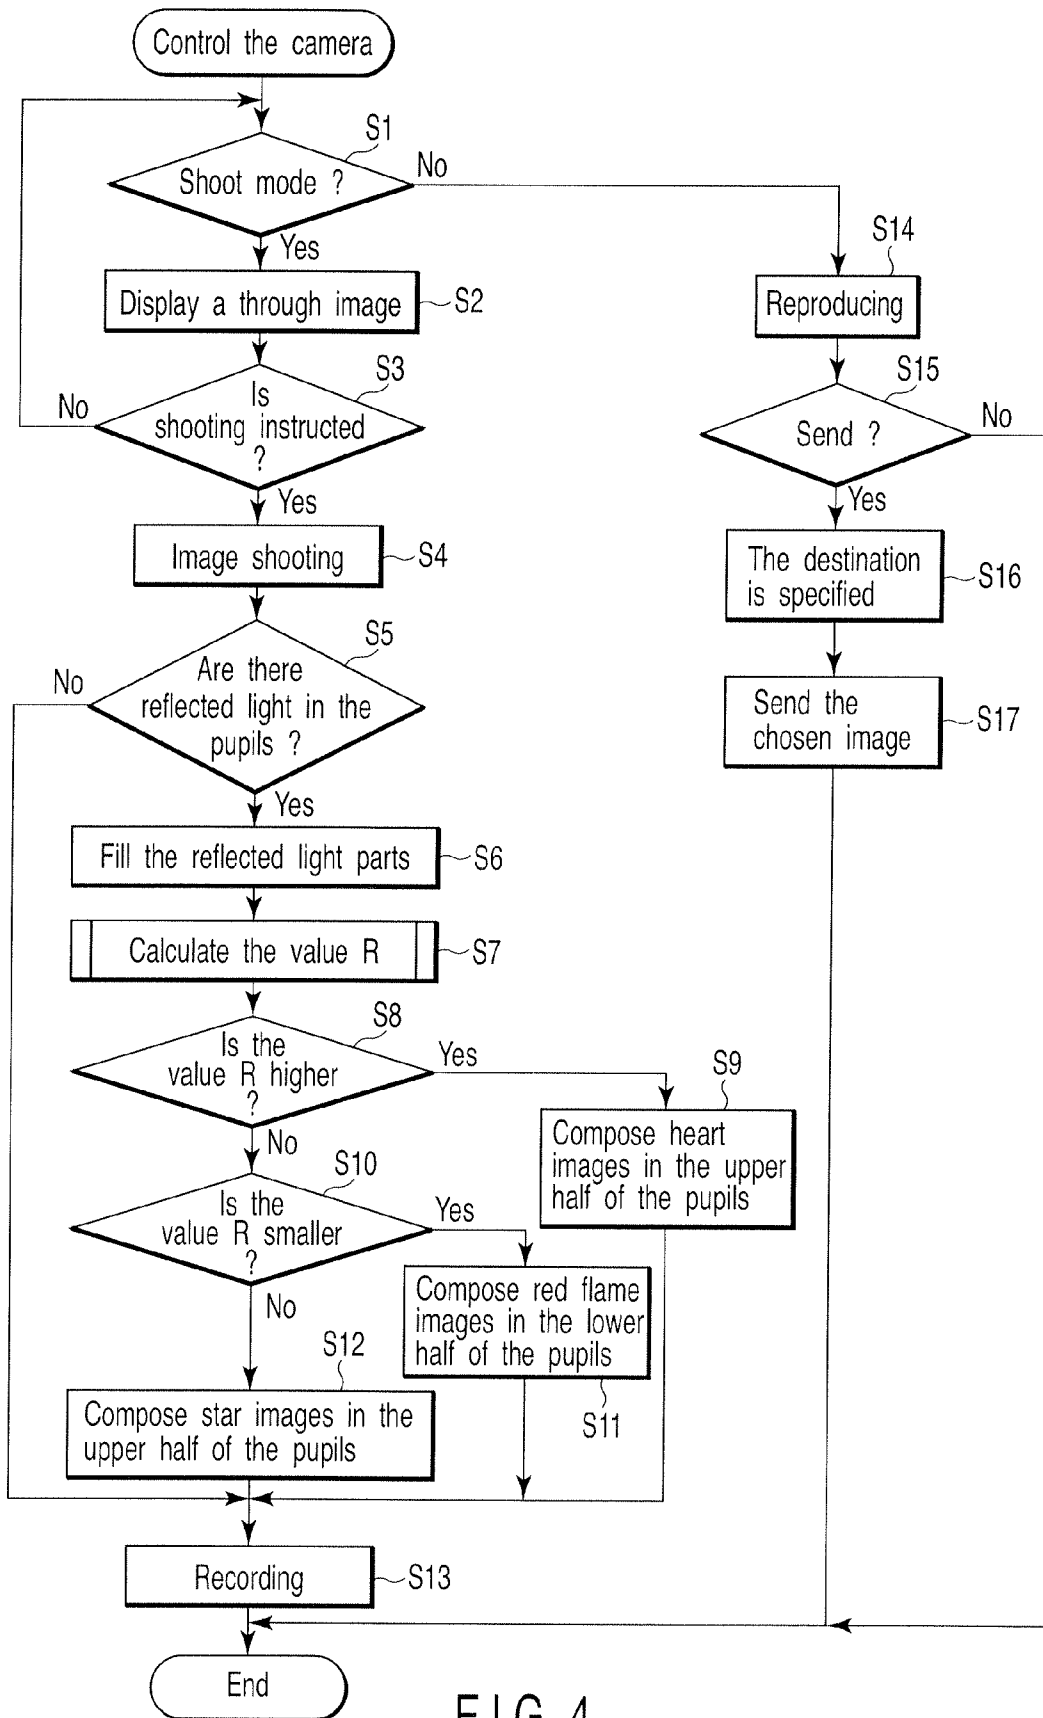 Control the camera
S1
Shoot mode ?
No
Yes
Display a through image
S2
S3
Is
shooting instructed
?
No
Yes
Image shooting
S4
S5
Are there
reflected light in the
pupils ?
No
Yes
Fill the reflected light parts
S6
Calculate the value R
S7
S8
Is the
value R higher
?
Yes
No
S9
Compose heart
images in the upper
half of the pupils
S10
Is the
value R smaller
?
Yes
No
Compose red flame
images in the lower
half of the pupils
S11
S12
Compose star images in the
upper half of the pupils
Recording
S13
End
S14
Reproducing
S15
Send ?
No
Yes
The destination
is specified
S16
Send the
chosen image
S17
FIG. 4